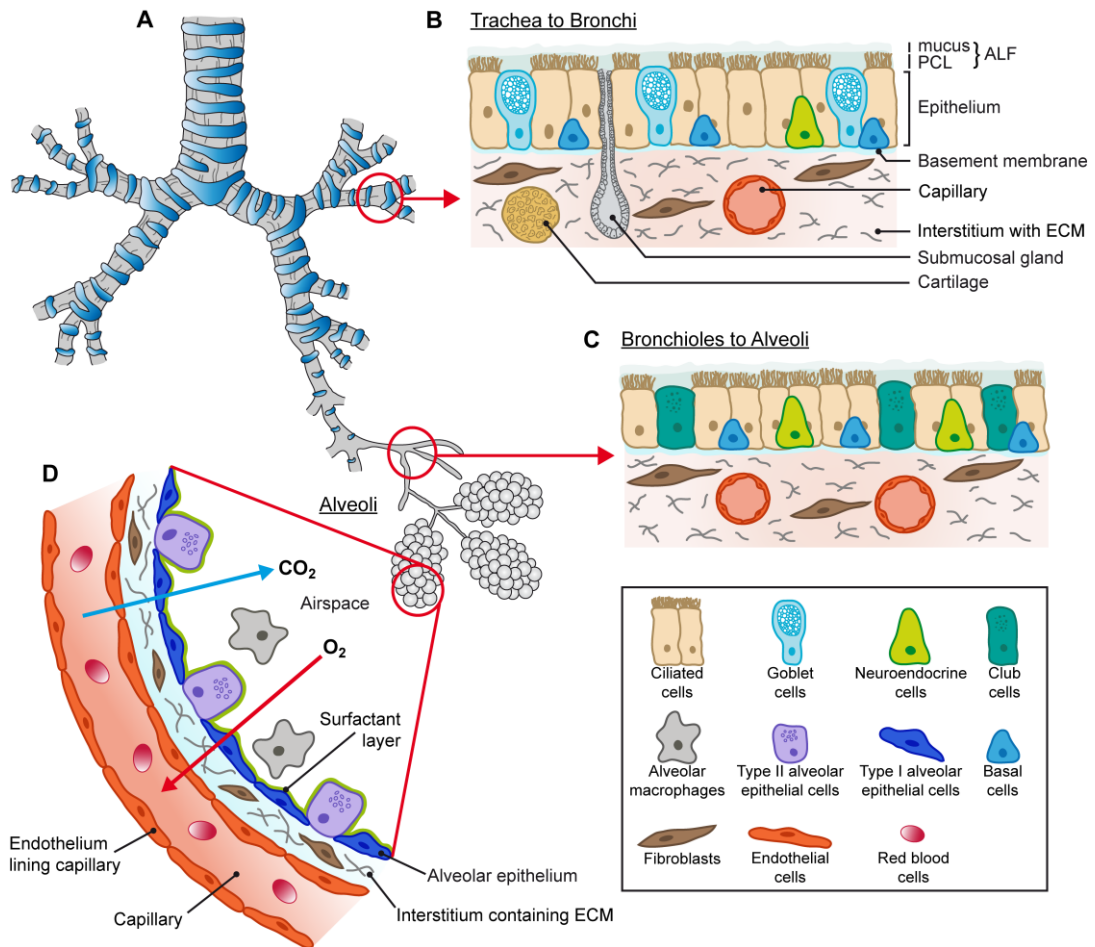 A
B Trachea to Bronchi
mucus
PCL } ALF
Epithelium
Basement membrane
Capillary
Interstitium with ECM
Submucosal gland
Cartilage
C Bronchioles to Alveoli
Alveoli
D
CO₂
Airspace
O₂
Surfactant
layer
Endothelium
lining capillary
Capillary
Alveolar epithelium
Interstitium containing ECM
Ciliated
cells
Goblet
cells
Neuroendocrine
cells
Club
cells
Alveolar
macrophages
Type II alveolar
epithelial cells
Type I alveolar
epithelial cells
Basal
cells
Fibroblasts
Endothelial
cells
Red blood
cells